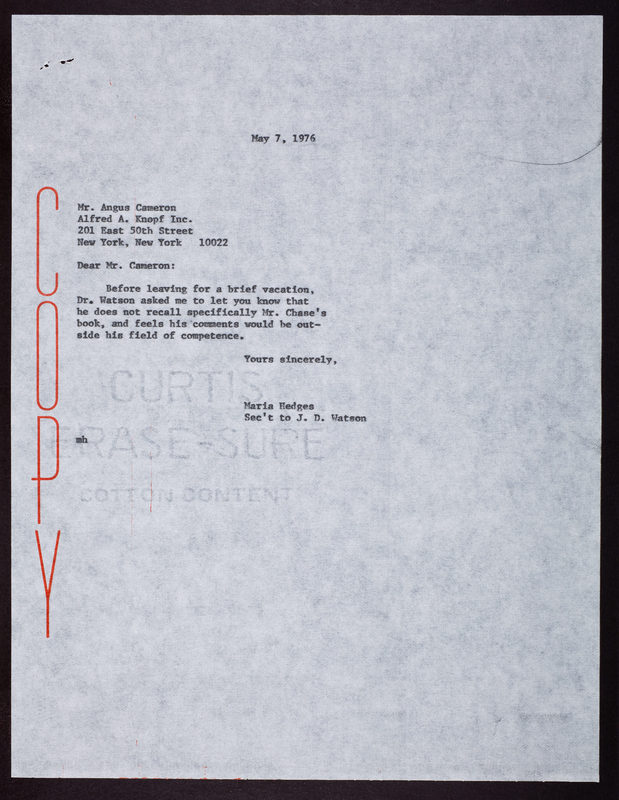 May 7, 1976
COPY
Mr. Angus Cameron
Alfred A. Knopf Inc.
201 East 50th Street
New York, New York 10022
Dear Mr. Cameron:
Before leaving for a brief vacation,
Dr. Watson asked me to let you know that
he does not recall specifically Mr. Chase's
book, and feels his comments would be out-
side his field of competence.
Yours sincerely,
CURTIS
Maria Hedges
Sec't to J. D. Watson
ERASE-SURE
mh
COTTON CONTENT